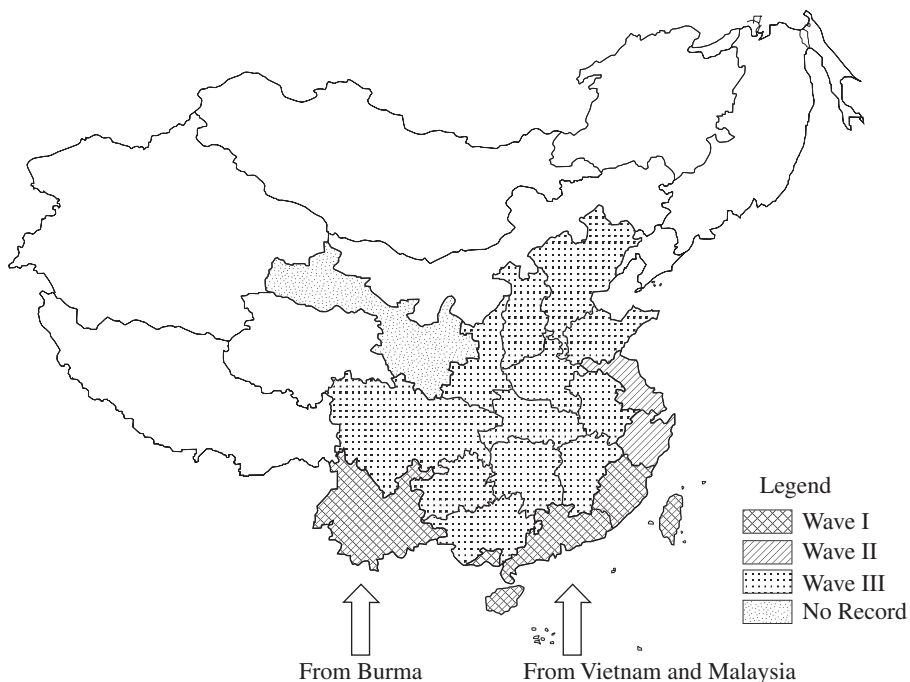 Legend
Wave I
Wave II
Wave III
No Record
From Burma
From Vietnam and Malaysia